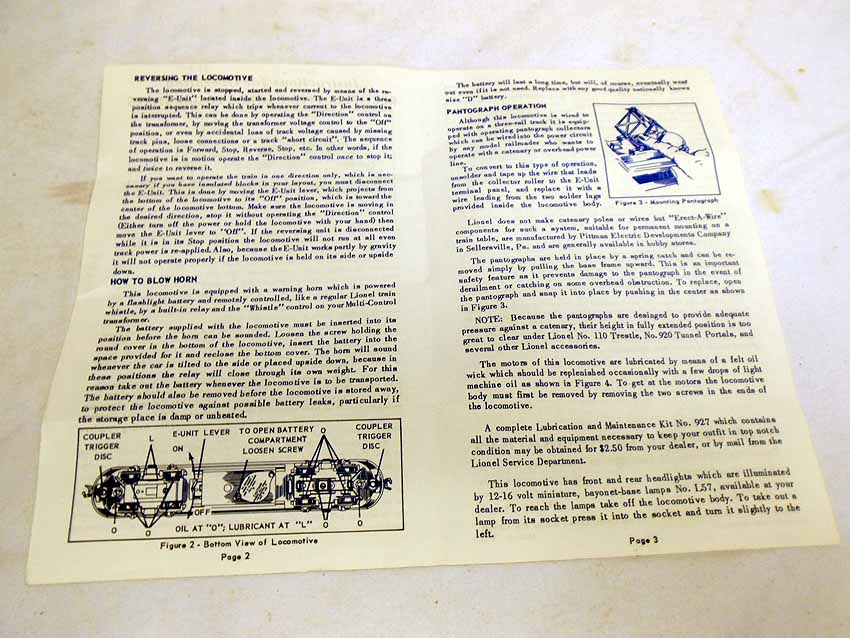 REVERSING THE LOCOMOTIVE
The locomotive is stopped, started and reversed by means of the re-
versing "E-Unit" located inside the locomotive. The E-Unit is a three
position sequence relay which trips whenever current to the locomotive
is interrupted. This can be done by operating the "Direction" control on
the transformer, by moving the transformer voltage control to the "Off"
position, or even by accidental loss of track voltage caused by missing
track pins, loose connections or a track "short circuit". The sequence
of operation is Forward, Stop, Reverse, Stop, etc. In other words, if the
locomotive is in motion operate the "Direction" control once to stop it;
and twice to reverse it.
If you want to operate the train in one direction only, which is nec-
essary if you have insulated blocks in your layout, you must disconnect
the E-Unit. This is done by moving the E-Unit lever, which projects from
the bottom of the locomotive to its "Off" position, which is toward the
center of the locomotive bottom. Make sure the locomotive is moving in
the desired direction, stop it without operating the "Direction" control
(Either turn off the power or hold the locomotive with your hand) then
move the E-Unit lever to "Off". If the reversing unit is disconnected
while it is in its Stop position the locomotive will not run at all even
track power is re-applied. Also, because the E-Unit works partly by gravity
it will not operate properly if the locomotive is held on its side or upside
down.
HOW TO BLOW HORN
This locomotive is equipped with a warning horn which is powered
by a flashlight battery and remotely controlled, like a regular Lionel train
whistle, by a built-in relay and the "Whistle" control on your Multi-Control
transformer.
The battery supplied with the locomotive must be inserted into its
position before the horn can be sounded. Loosen the screw holding the
round cover in the bottom of the locomotive, insert the battery into the
space provided for it and reclose the bottom cover. The horn will sound
whenever the car is tilted to the side or placed upside down, because in
these positions the relay will close through its own weight. For this
reason take out the battery whenever the locomotive is to be transported.
The battery should also be removed before the locomotive is stored away,
to protect the locomotive against possible battery leaks, particularly if
the storage place is damp or unheated.
COUPLER TRIGGER DISC
L
E-UNIT LEVER
ON
TO OPEN BATTERY COMPARTMENT LOOSEN SCREW
O
COUPLER TRIGGER DISC
OFF
O
O
L
O
O
OIL AT "O"; LUBRICANT AT "L"
Figure 2 - Bottom View of Locomotive
Page 2
The battery will last a long time, but will, of course, eventually wear
out even if it is not used. Replace with any good quality nationally known
size "D" battery.
PANTOGRAPH OPERATION
Although this locomotive is wired to
operate on a three-rail track it is equip-
ped with operating pantograph collectors
which can be wired into the power circuit
by any model railroader who wants to
operate with a catenary or overhead power
line.
To convert to this type of operation,
unsolder and tape up the wire that leads
from the collector roller to the E-Unit
terminal panel, and replace it with a
wire leading from the two solder lugs
provided inside the locomotive body.
Figure 3 - Mounting Pantograph
Lionel does not make catenary poles or wires but "Erect-A-Wire"
components for such a system, suitable for permanent mounting on a
train table, are manufactured by Pittman Electric Developments Company
in Sellersville, Pa. and are generally available in hobby stores.
The pantographs are held in place by a spring catch and can be re-
moved simply by pulling the base frame upward. This is an important
safety feature as it prevents damage to the pantograph in the event of
derailment or catching on some overhead obstruction. To replace, open
the pantograph and snap it into place by pushing in the center as shown
in Figure 3.
NOTE: Because the pantographs are desinged to provide adequate
pressure against a catenary, their height in fully extended position is too
great to clear under Lionel No. 110 Trestle, No. 920 Tunnel Portals, and
several other Lionel accessories.
The motors of this locomotive are lubricated by means of a felt oil
wick which should be replenished occasionally with a few drops of light
machine oil as shown in Figure 4. To get at the motors the locomotive
body must first be removed by removing the two screws in the ends of
the locomotive.
A complete Lubrication and Maintenance Kit No. 927 which contains
all the material and equipment necessary to keep your outfit in top notch
condition may be obtained for $2.50 from your dealer, or by mail from the
Lionel Service Department.
This locomotive has front and rear headlights which are illuminated
by 12-16 volt miniature, bayonet-base lamps No. L57, available at your
dealer. To reach the lamps take off the locomotive body. To take out a
lamp from its socket press it into the socket and turn it slightly to the
left.
Page 3